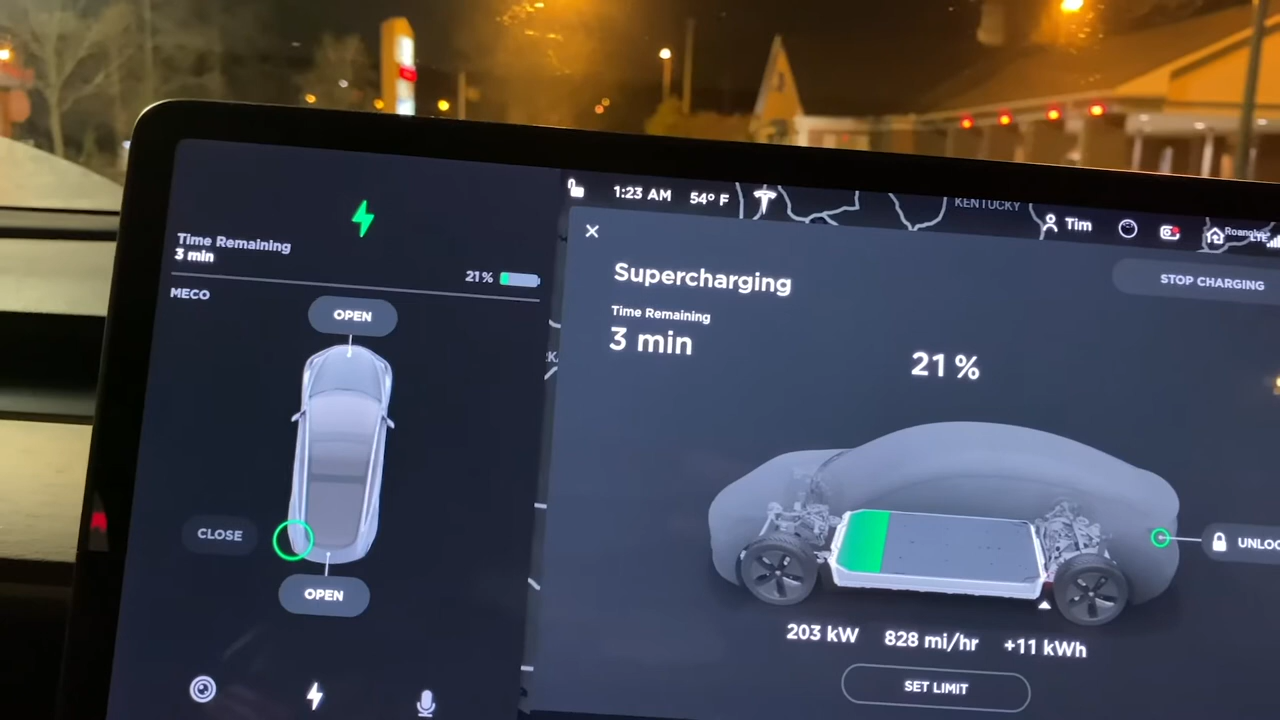 Time Remaining
3 min
21 %
MECO
OPEN
CLOSE
OPEN
1:23 AM 54° F
KENTUCKY
Tim
LTE
STOP CHARGING
Supercharging
Time Remaining
3 min
21 %
UNLOC
203 kW 828 mi/hr +11 kWh
SET LIMIT